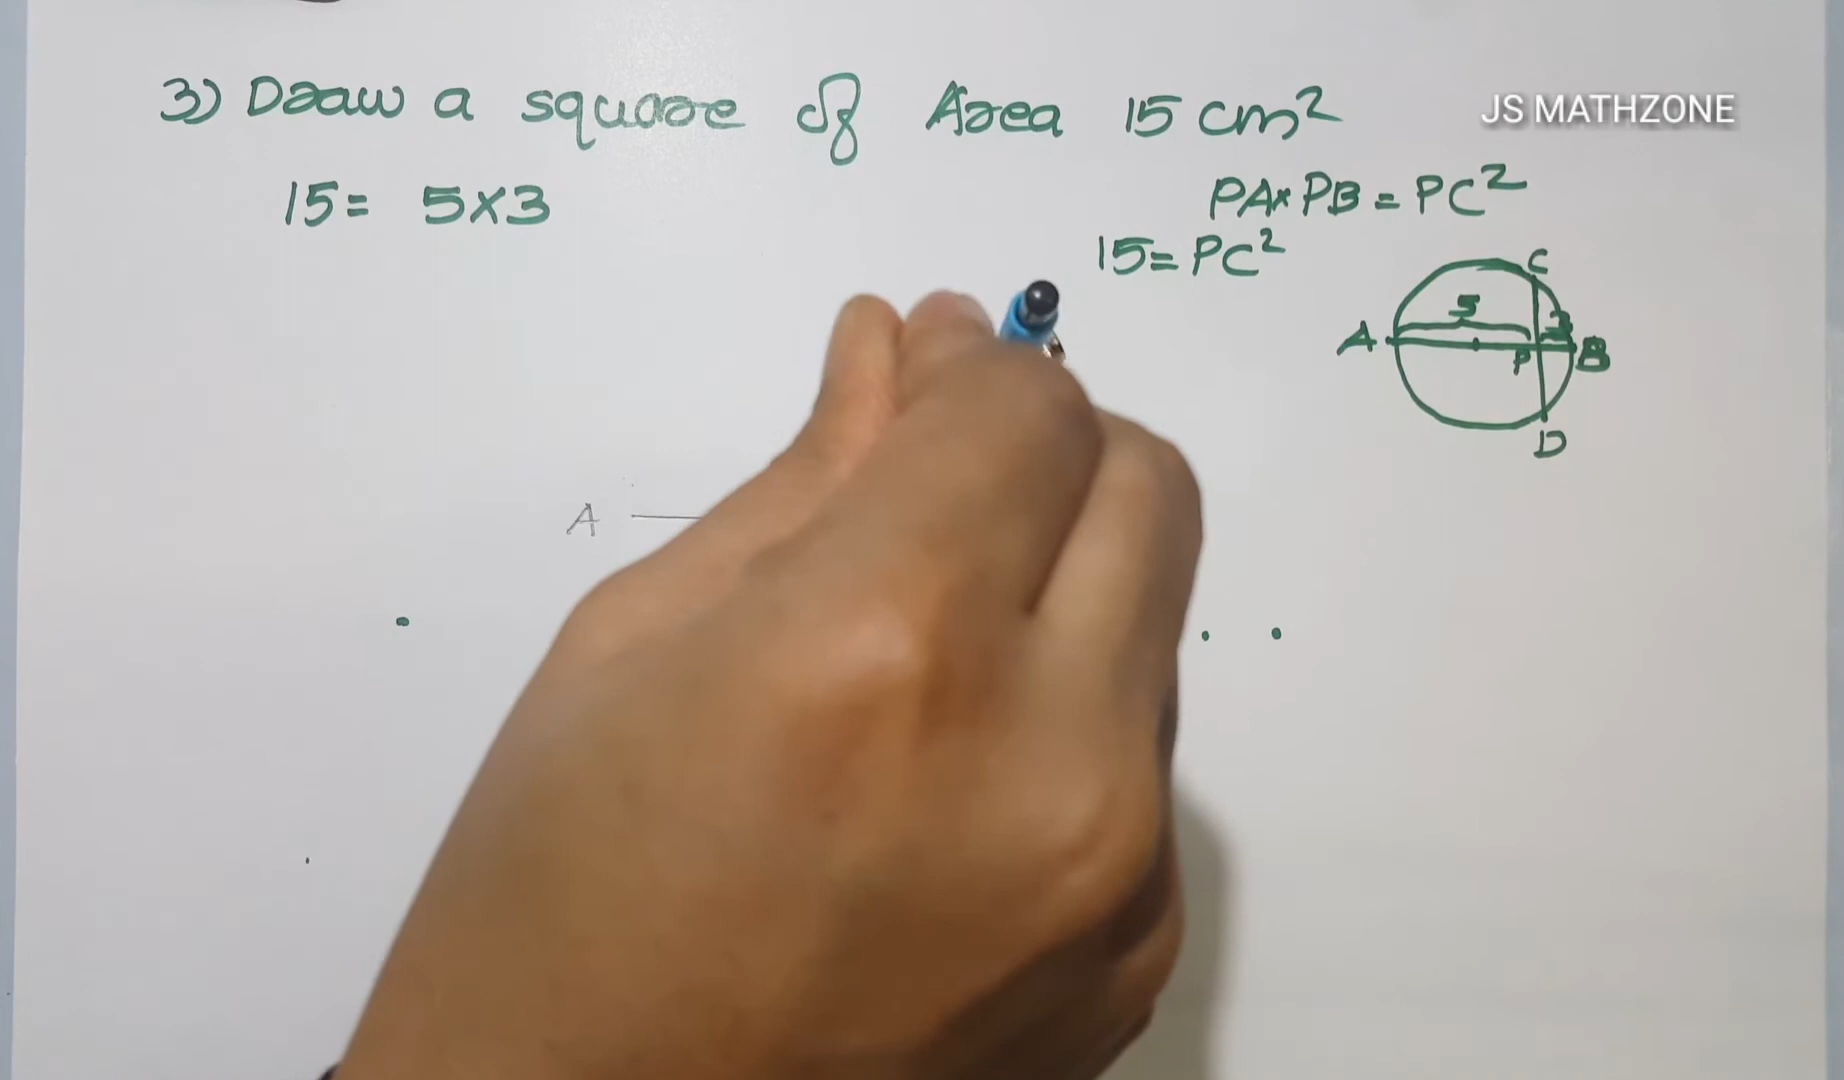 3) Draw a square of Area 15 cm²
JS MATHZONE
15 = 5×3
PA×PB = PC²
15 = PC²
C
5
3
A
P
B
D
A